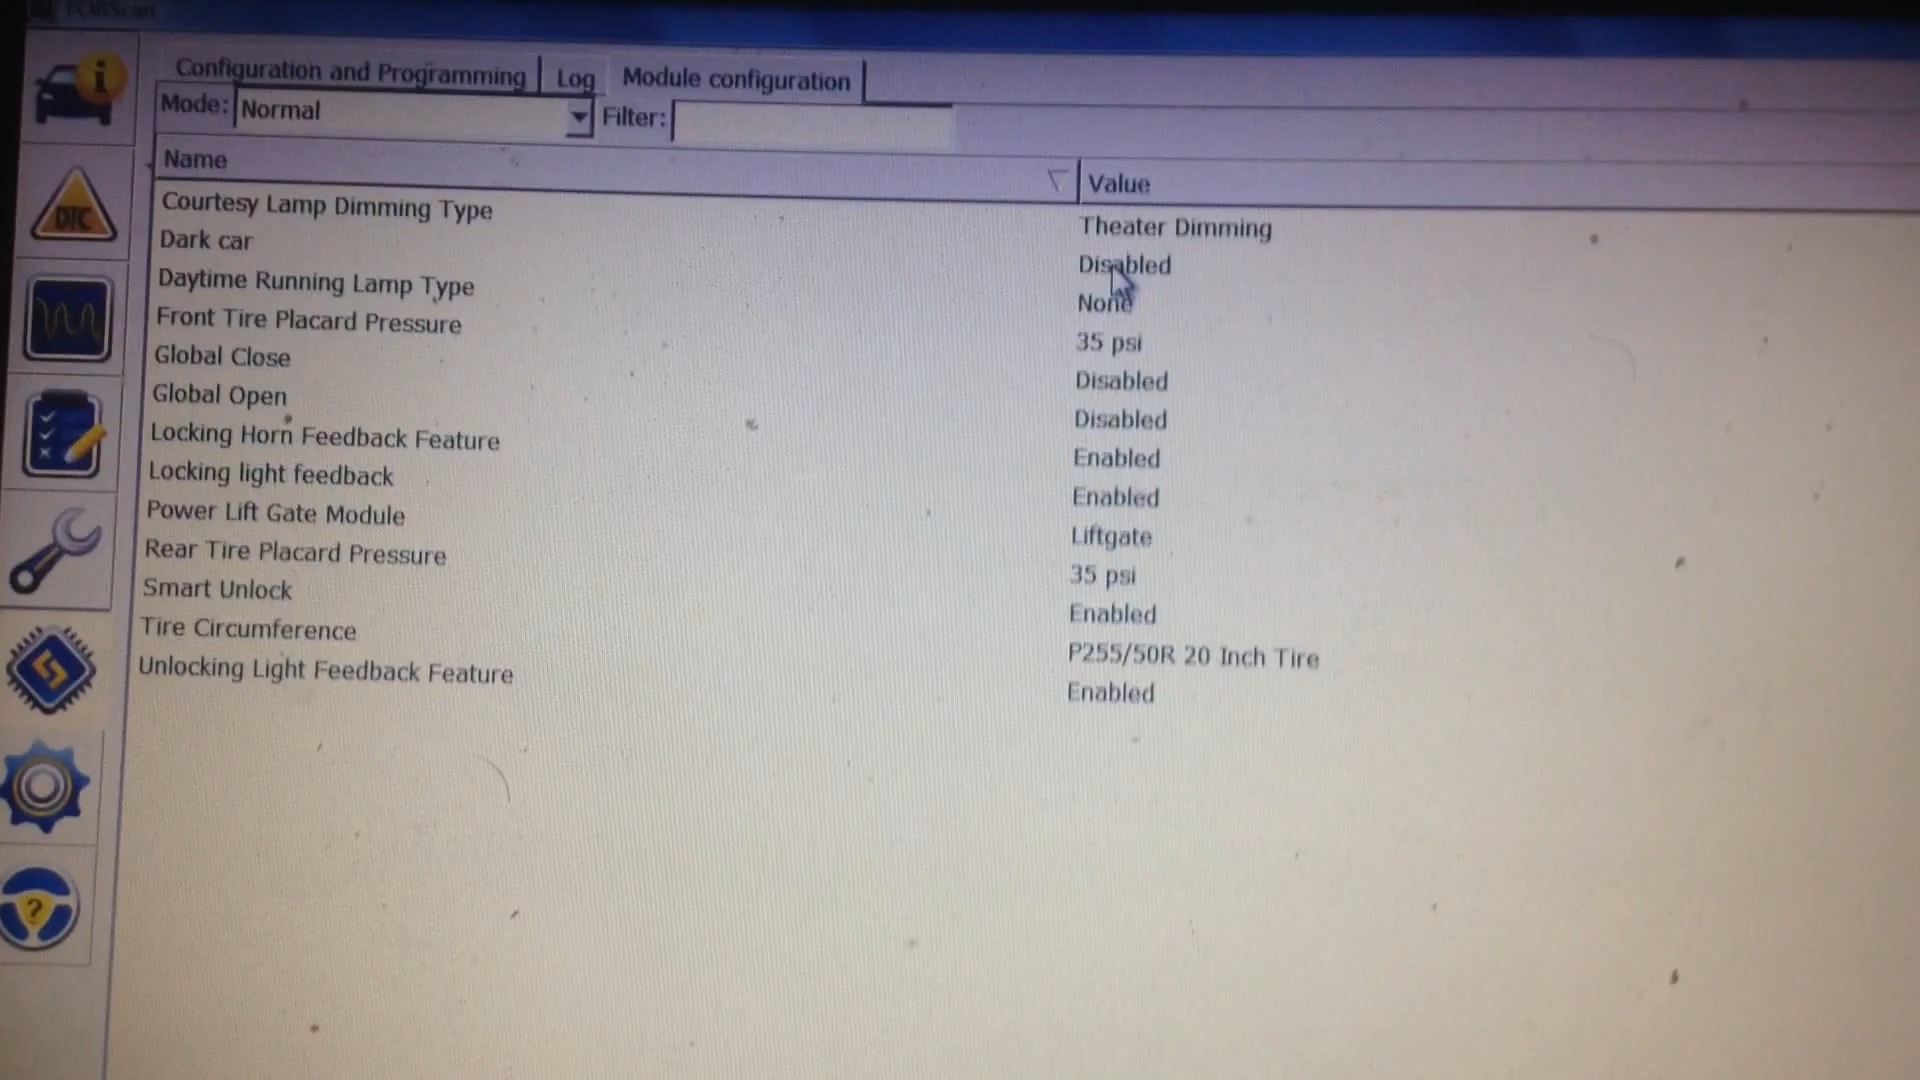 FORScan
Configuration and Programming Log Module configuration
Mode: Normal Filter:
Name Value
Courtesy Lamp Dimming Type Theater Dimming
Dark car Disabled
Daytime Running Lamp Type None
Front Tire Placard Pressure 35 psi
Global Close Disabled
Global Open Disabled
Locking Horn Feedback Feature Enabled
Locking light feedback Enabled
Power Lift Gate Module Liftgate
Rear Tire Placard Pressure 35 psi
Smart Unlock Enabled
Tire Circumference P255/50R 20 Inch Tire
Unlocking Light Feedback Feature Enabled
i
DTC
?